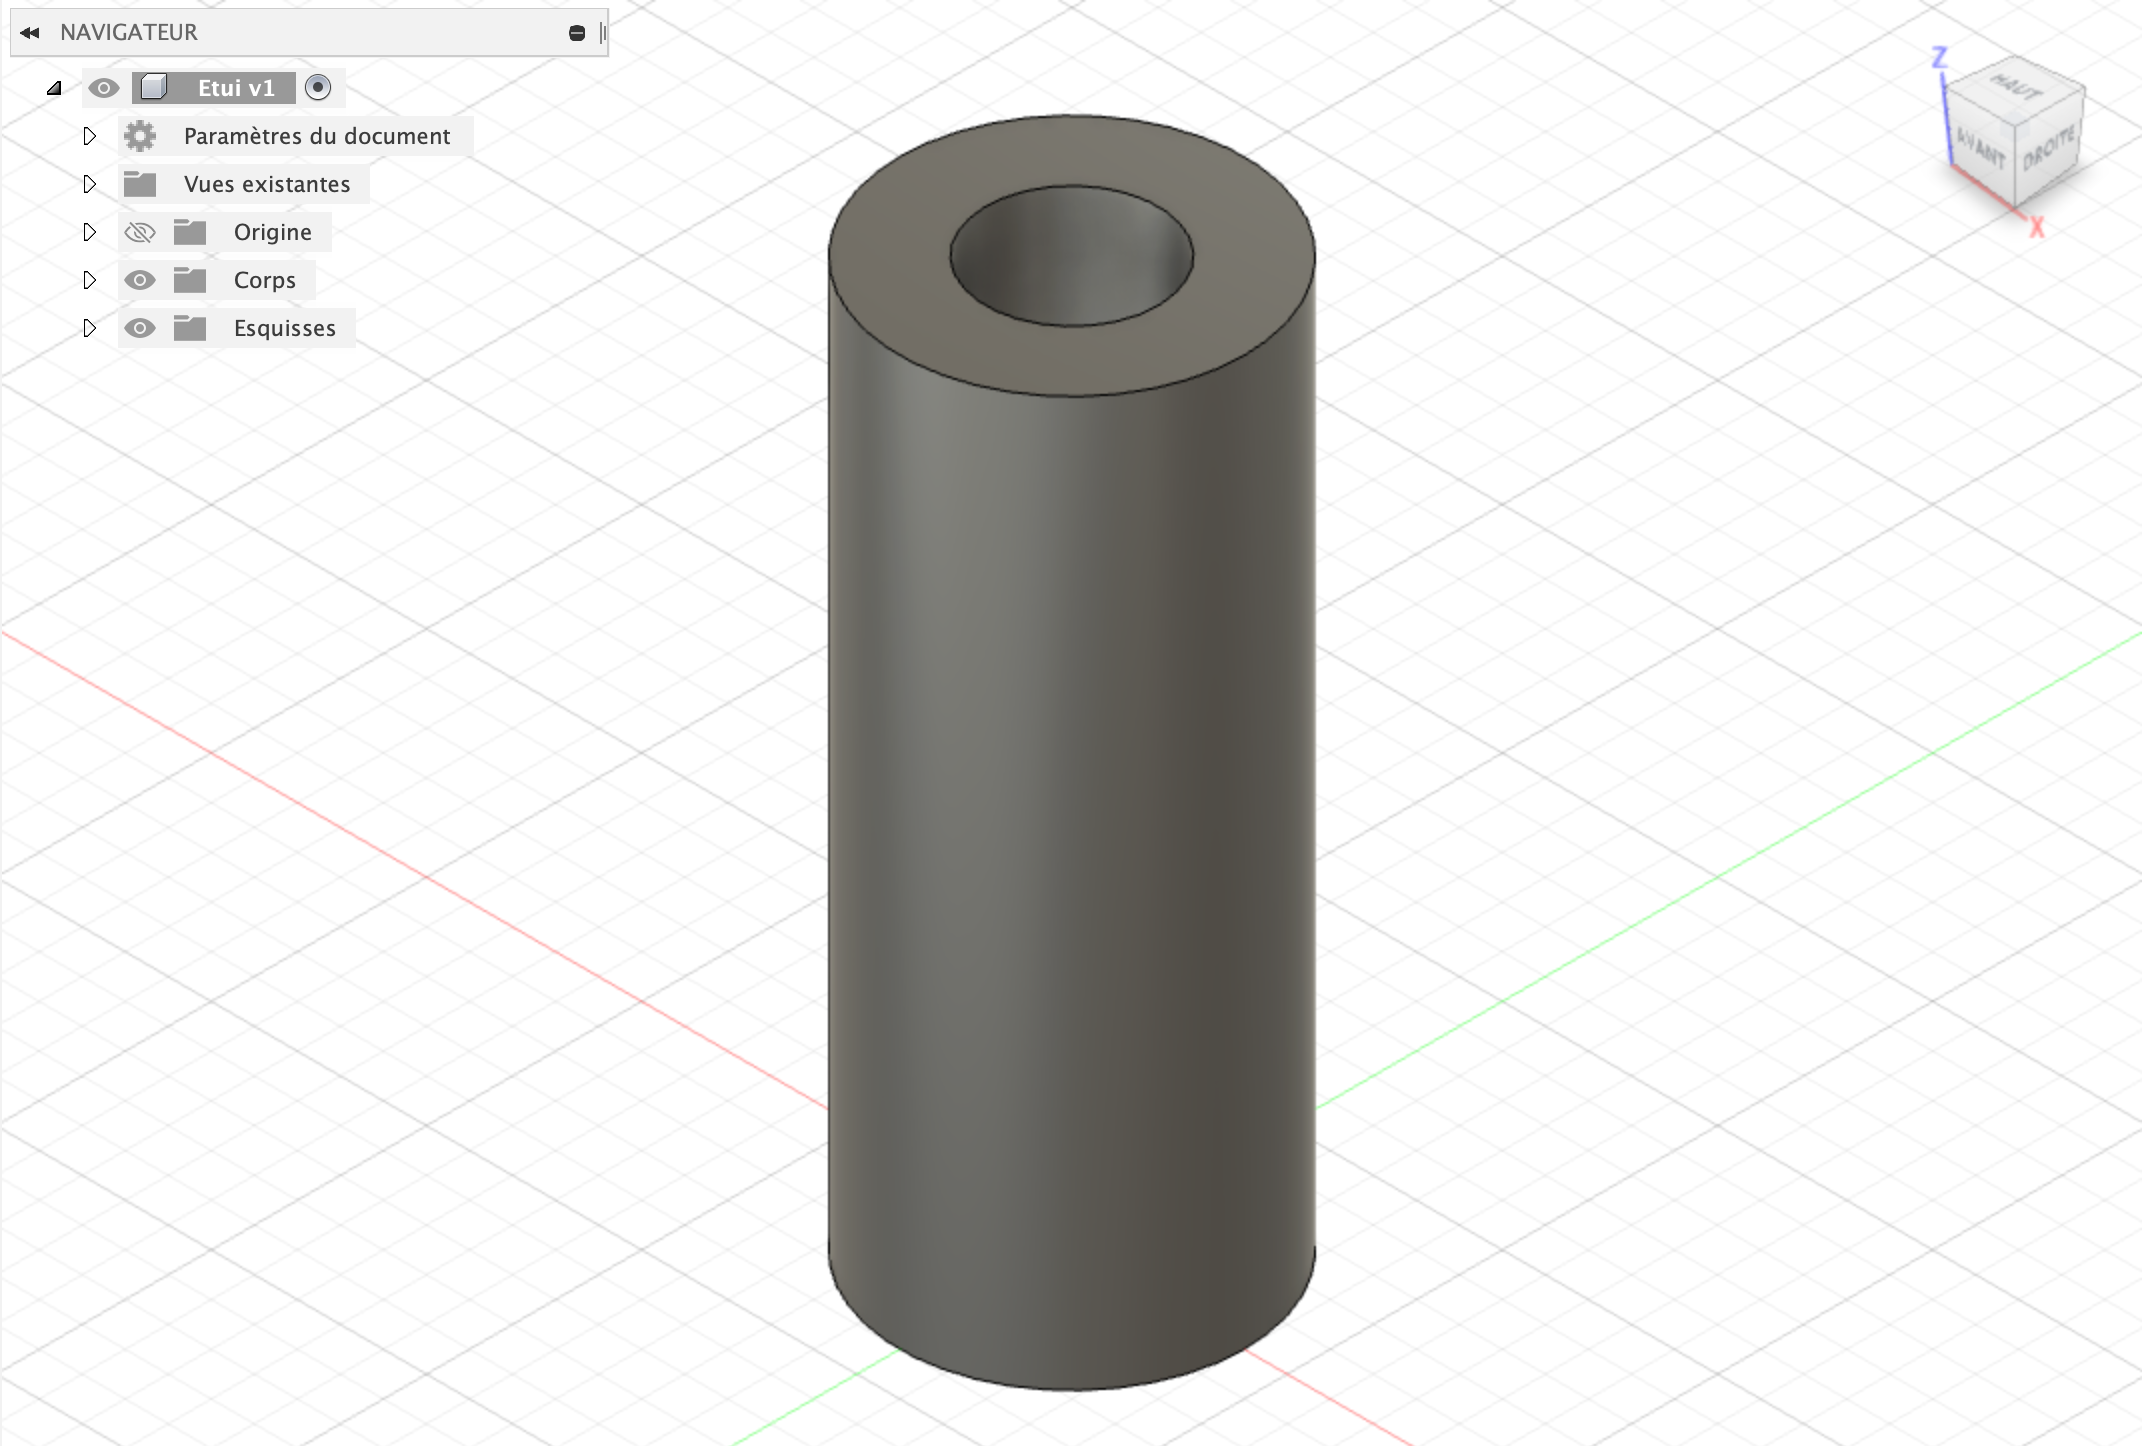 NAVIGATEUR
Etui v1
Paramètres du document
Vues existantes
Origine
Corps
Esquisses
Z
HAUT
AVANT
DROITE
X